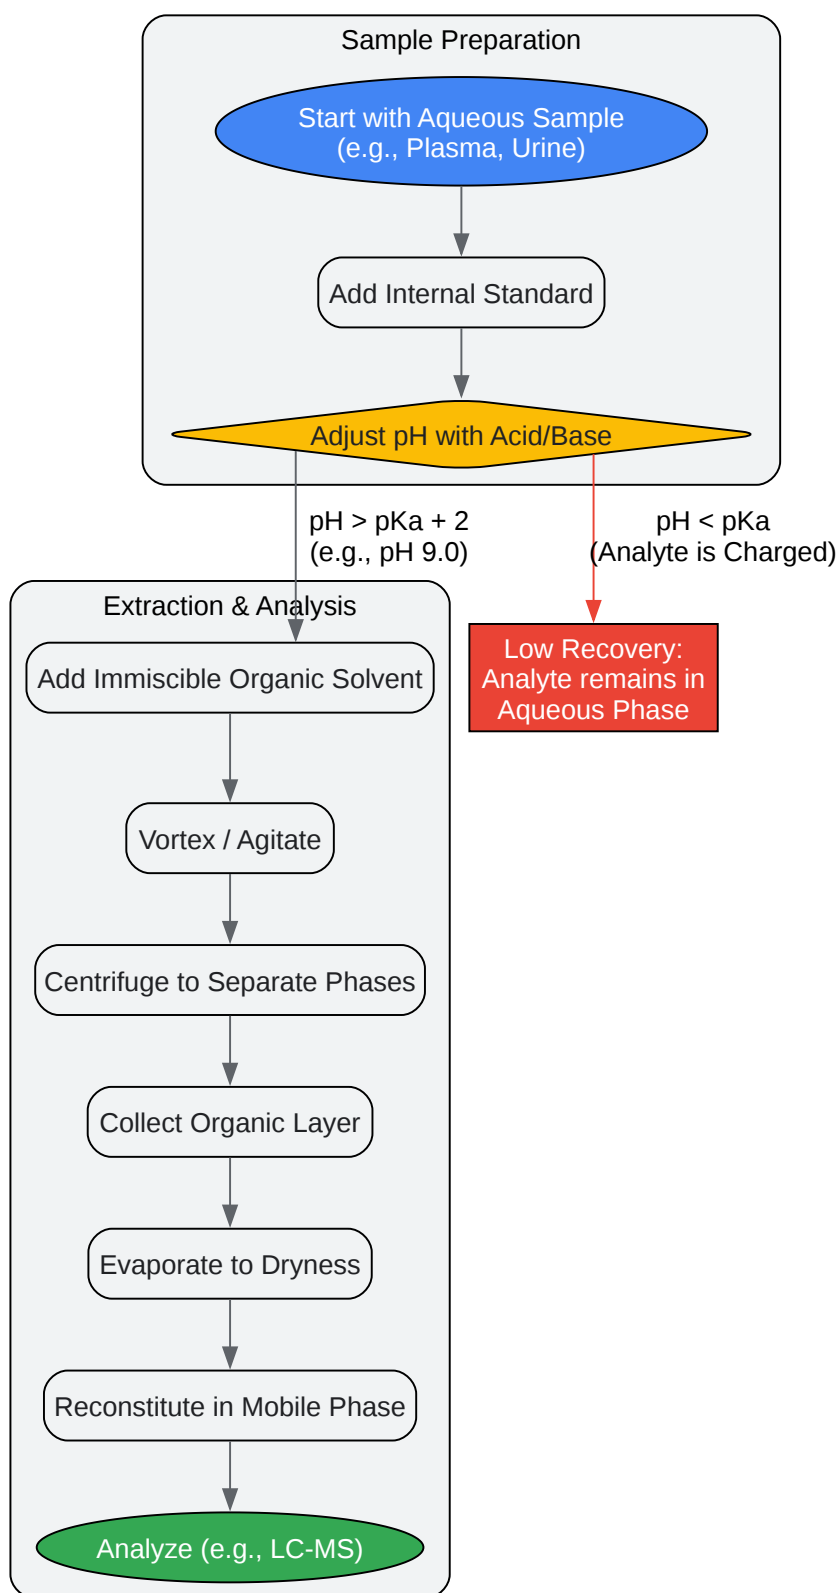 Sample Preparation
Start with Aqueous Sample
(e.g., Plasma, Urine)
Add Internal Standard
Adjust pH with Acid/Base
pH > pKa + 2
(e.g., pH 9.0)
pH < pKa
(Analyte is Charged)
Extraction & Analysis
Add Immiscible Organic Solvent
Low Recovery:
Analyte remains in
Aqueous Phase
Vortex / Agitate
Centrifuge to Separate Phases
Collect Organic Layer
Evaporate to Dryness
Reconstitute in Mobile Phase
Analyze (e.g., LC-MS)